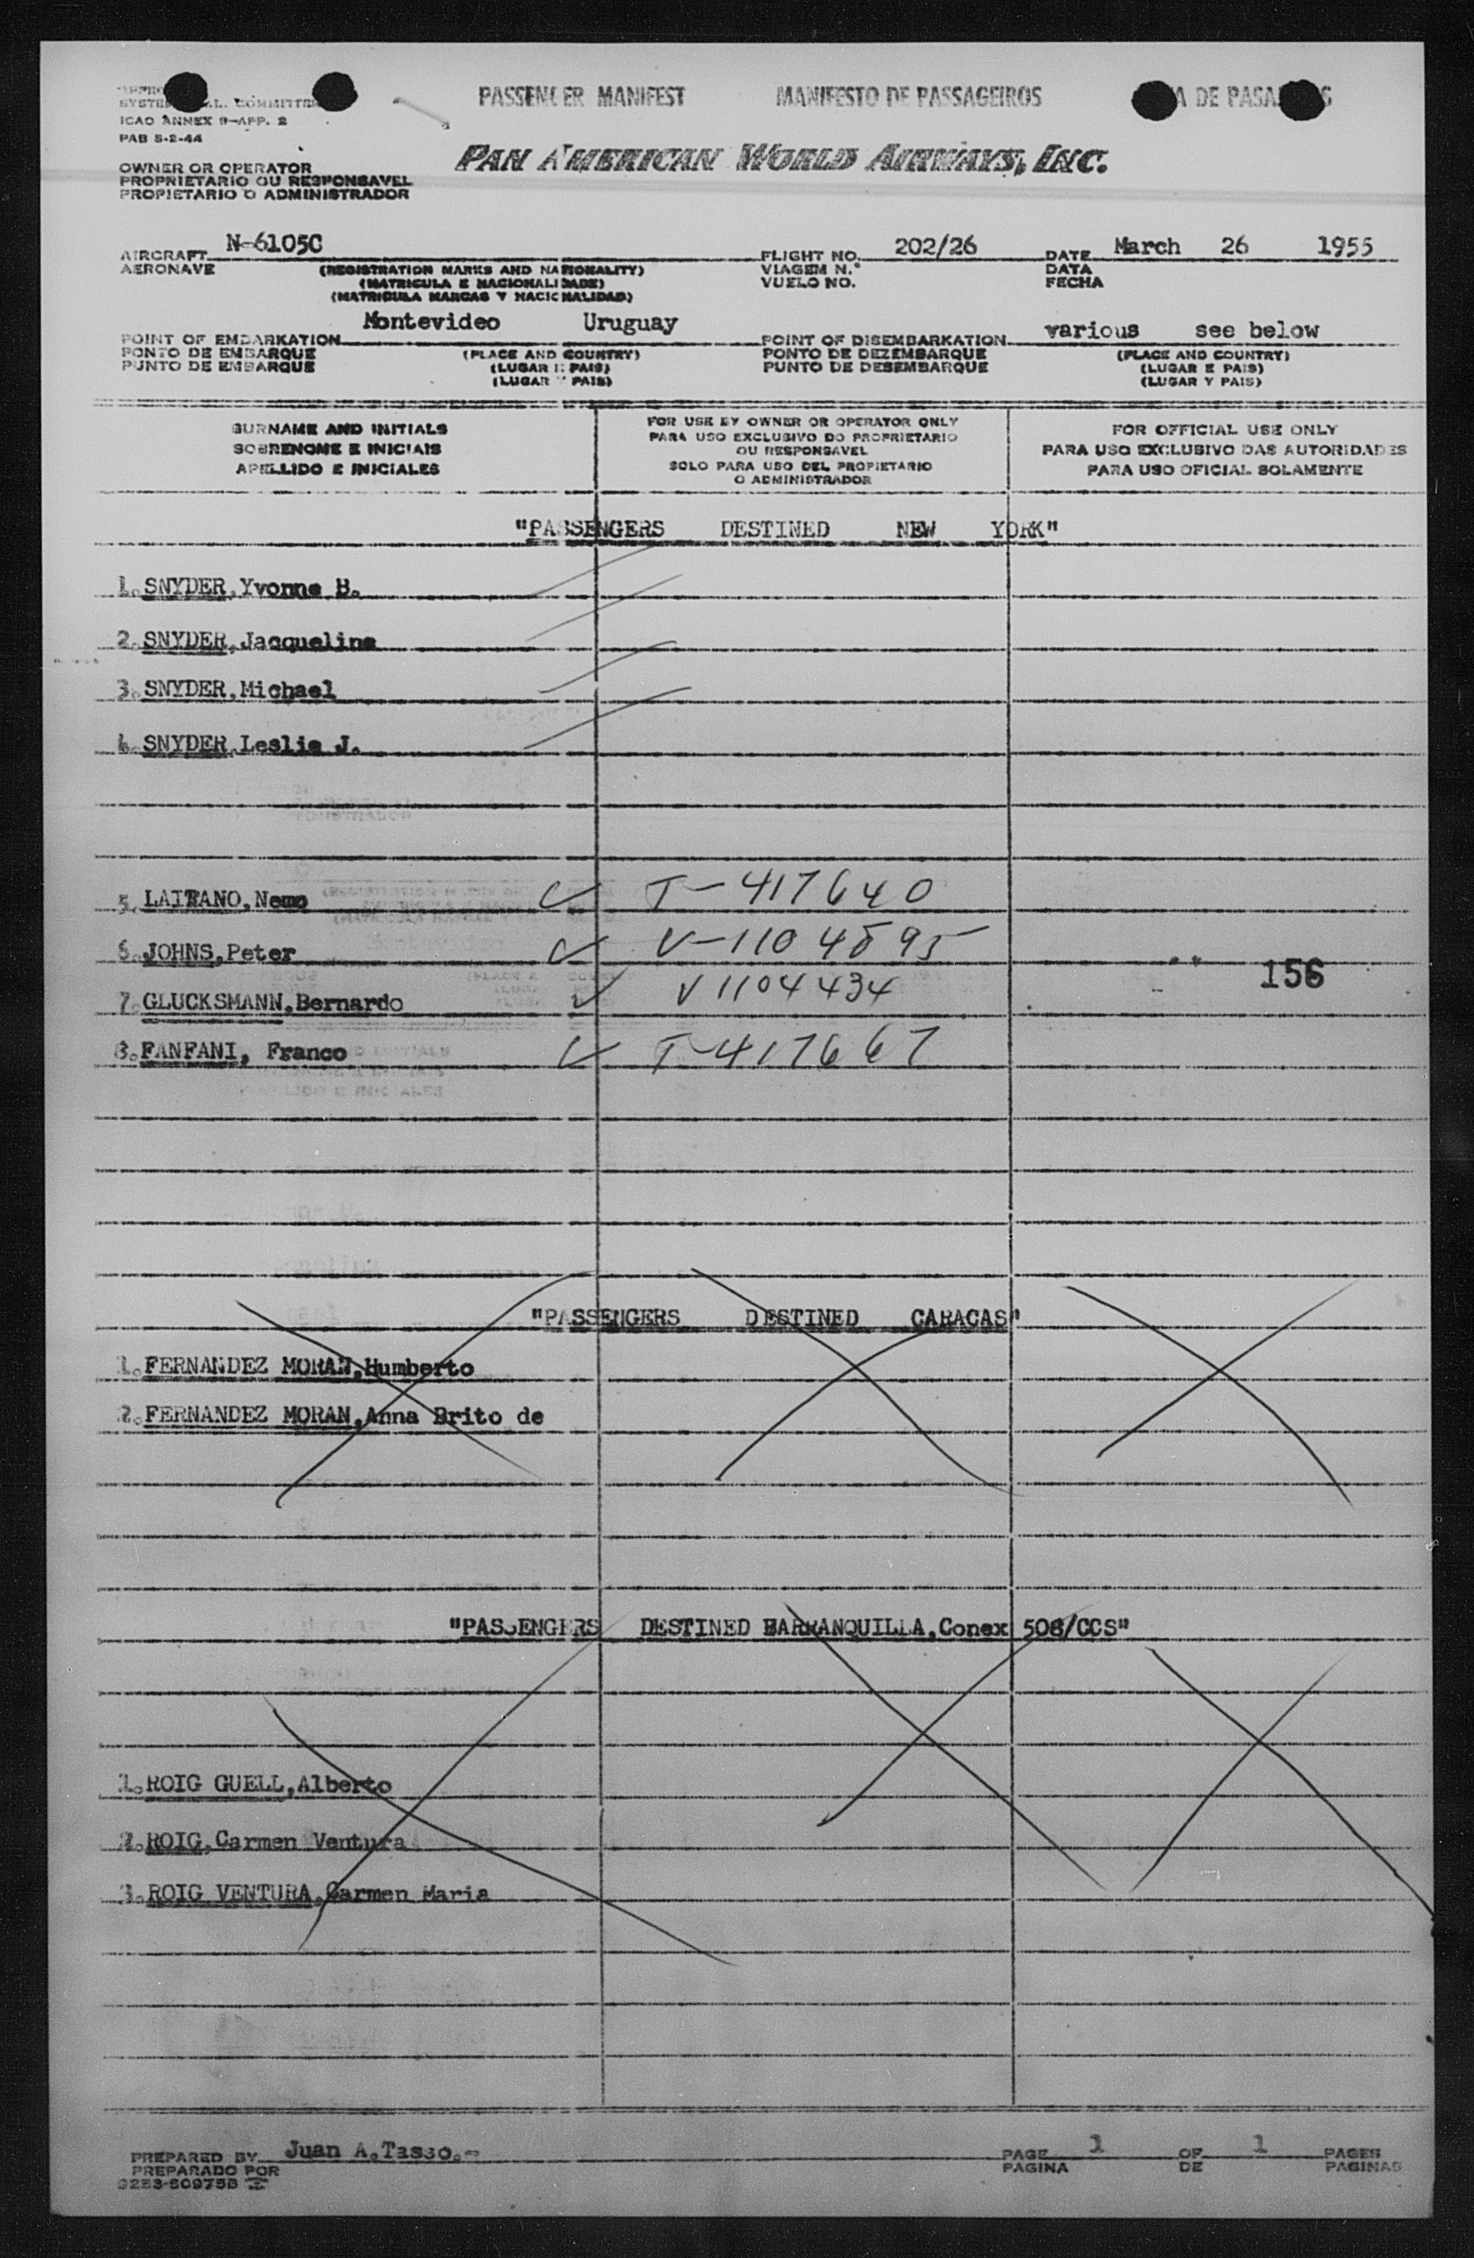 PASSENGER MANIFEST MANIFESTO DE PASSAGEIROS DE
ICAO ANNEX 9-APP. 2
PAB 5-2-44
PAN AMERICAN WORLD AIRWAYS, INC.
OWNER OR OPERATOR
PROPRIETARIO OU RESPONSAVEL
PROPIETARIO O ADMINISTRADOR
AIRCRAFT N-6105C FLIGHT NO. 202/26 DATE March 26 1955
AERONAVE (REGISTRATION MARKS AND NATIONALITY) VIAGEM N.º DATA
(MATRICULA E NACIONALIDADE) VUELO NO. FECHA
(MATRICULA MARCAS Y NACIONALIDAD)
POINT OF EMBARKATION Montevideo Uruguay POINT OF DISEMBARKATION various see below
PONTO DE EMBARQUE (PLACE AND COUNTRY) PONTO DE DEZEMBARQUE (PLACE AND COUNTRY)
PUNTO DE EMBARQUE (LUGAR E PAIS) PUNTO DE DESEMBARQUE (LUGAR E PAIS)
(LUGAR Y PAIS) (LUGAR Y PAIS)
SURNAME AND INITIALS
SOBRENOME E INICIAIS
APELLIDO E INICIALES
FOR USE BY OWNER OR OPERATOR ONLY
PARA USO EXCLUSIVO DO PROPRIETARIO
OU RESPONSAVEL
SOLO PARA USO DEL PROPIETARIO
O ADMINISTRADOR
FOR OFFICIAL USE ONLY
PARA USO EXCLUSIVO DAS AUTORIDADES
PARA USO OFICIAL SOLAMENTE
"PASSENGERS DESTINED NEW YORK"
1. SNYDER, Yvonne B.
2. SNYDER, Jacqueline
3. SNYDER, Michael
4. SNYDER, Leslie J.
5. LAITANO, Nemo T-417640
6. JOHNS, Peter V-1104895
156
7. GLUCKSMANN, Bernardo V1104434
8. FANFANI, Franco T-417667
"PASSENGERS DESTINED CARACAS"
1. FERNANDEZ MORAN, Humberto
2. FERNANDEZ MORAN, Anna Brito de
"PASSENGERS DESTINED BARRANQUILLA, Conex 508/CCS"
1. ROIG GUELL, Alberto
2. ROIG, Carmen Ventura
3. ROIG VENTURA, Carmen Maria
PREPARED BY Juan A. Tasso.- PAGE 1 OF 1 PAGES
PREPARADO POR PAGINA DE PAGINAS